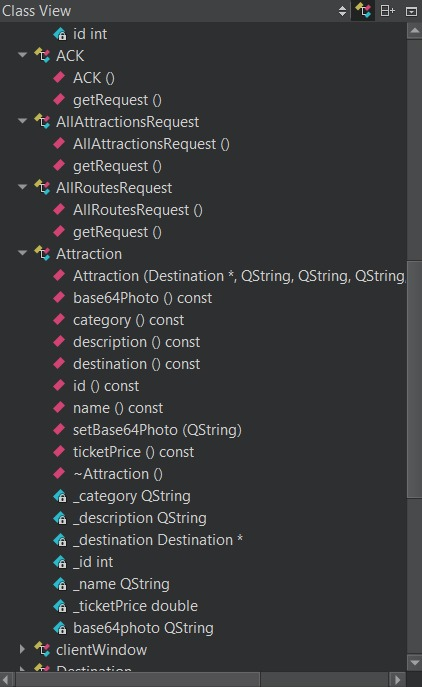 Class View
id int
ACK
ACK ()
getRequest ()
AllAttractionsRequest
AllAttractionsRequest ()
getRequest ()
AllRoutesRequest
AllRoutesRequest ()
getRequest ()
Attraction
Attraction (Destination *, QString, QString, QString,
base64Photo () const
category () const
description () const
destination () const
id () const
name () const
setBase64Photo (QString)
ticketPrice () const
~Attraction ()
_category QString
_description QString
_destination Destination *
_id int
_name QString
_ticketPrice double
base64photo QString
clientWindow
Destination